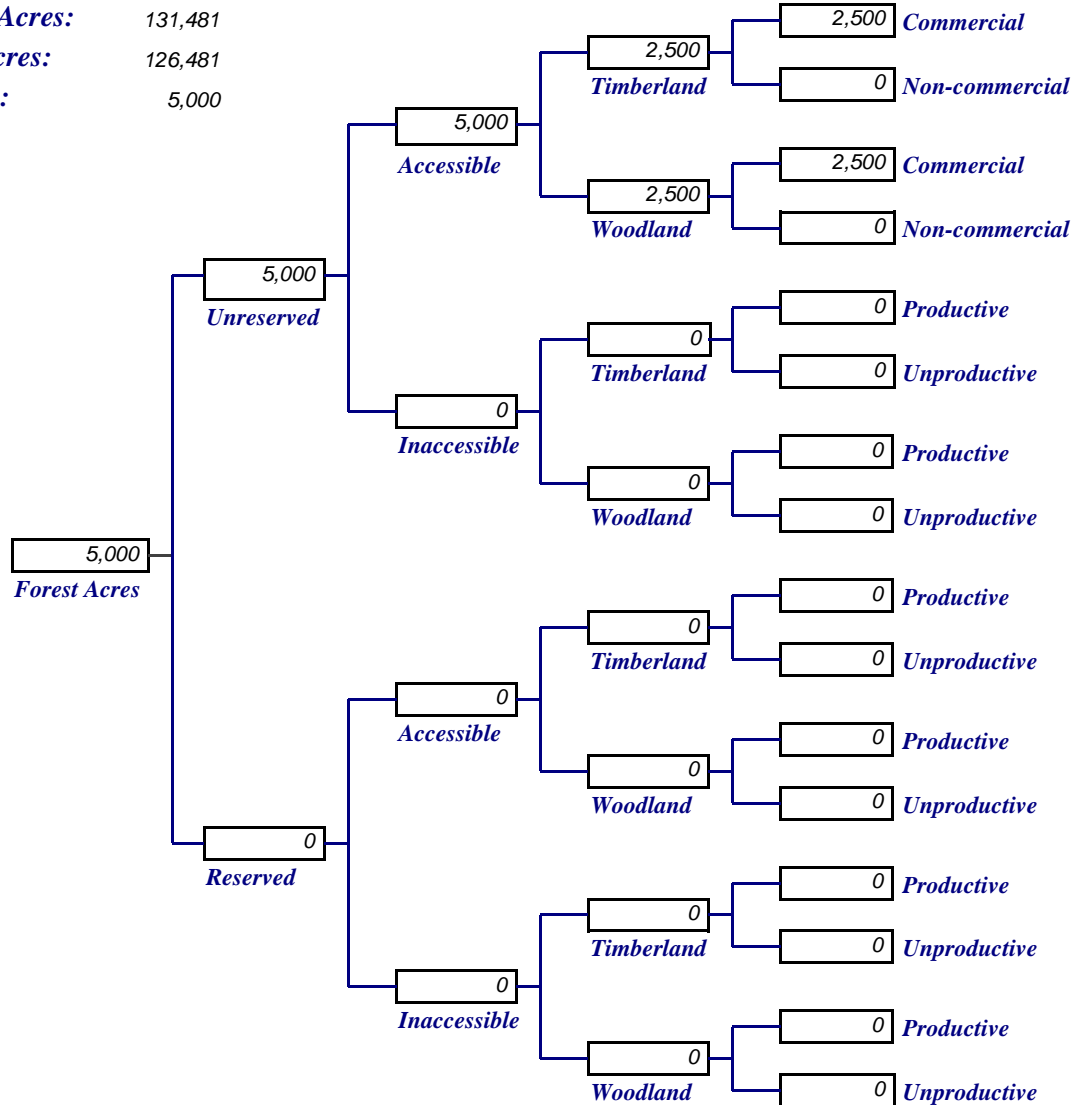 Acres: 131,481
cres: 126,481
: 5,000
2,500 Commercial
2,500
Timberland
0 Non-commercial
5,000
Accessible
2,500 Commercial
2,500
Woodland
0 Non-commercial
5,000
Unreserved
0 Productive
0
Timberland
0 Unproductive
0
Inaccessible
0 Productive
0
Woodland
0 Unproductive
5,000
Forest Acres
0 Productive
0
Timberland
0 Unproductive
0
Accessible
0 Productive
0
Woodland
0 Unproductive
0
Reserved
0 Productive
0
Timberland
0 Unproductive
0
Inaccessible
0 Productive
0
Woodland
0 Unproductive